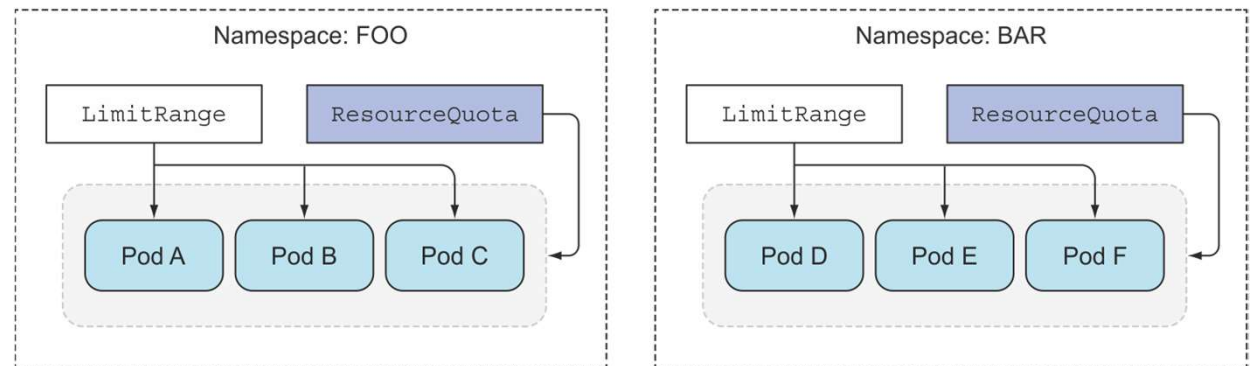 Namespace: FOO
LimitRange
ResourceQuota
Pod A
Pod B
Pod C
Namespace: BAR
LimitRange
ResourceQuota
Pod D
Pod E
Pod F